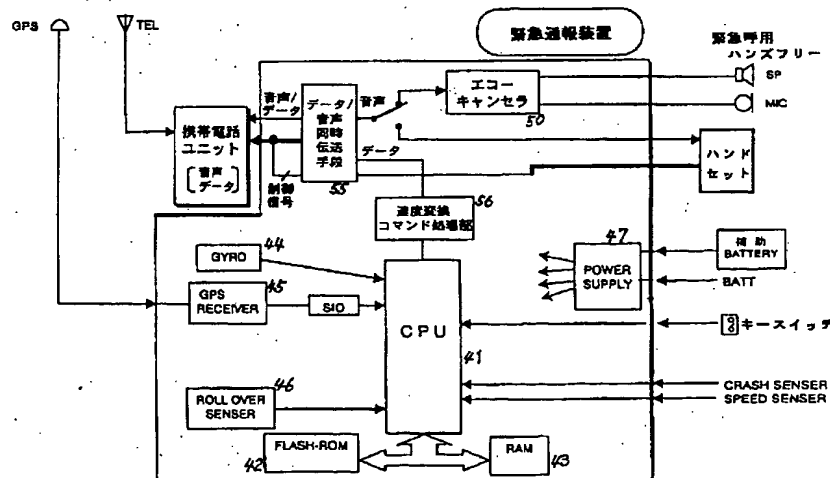 GPS
TEL
緊急通報装置
緊急呼用
ハンズフリー
SP
MIC
エコー
キャンセラ
50
音声/
データ
データ/
音声
同時
伝送
手段
55
音声
データ
携帯電話
ユニット
音声
データ
制御
信号
ハンド
セット
速度変換
コマンド処理部
56
GYRO
44
GPS
RECEIVER
45
SIO
CPU
41
POWER
SUPPLY
47
補助
BATTERY
BATT
キースイッチ
ROLL OVER
SENSER
46
CRASH SENSER
SPEED SENSER
FLASH-ROM
42
RAM
43